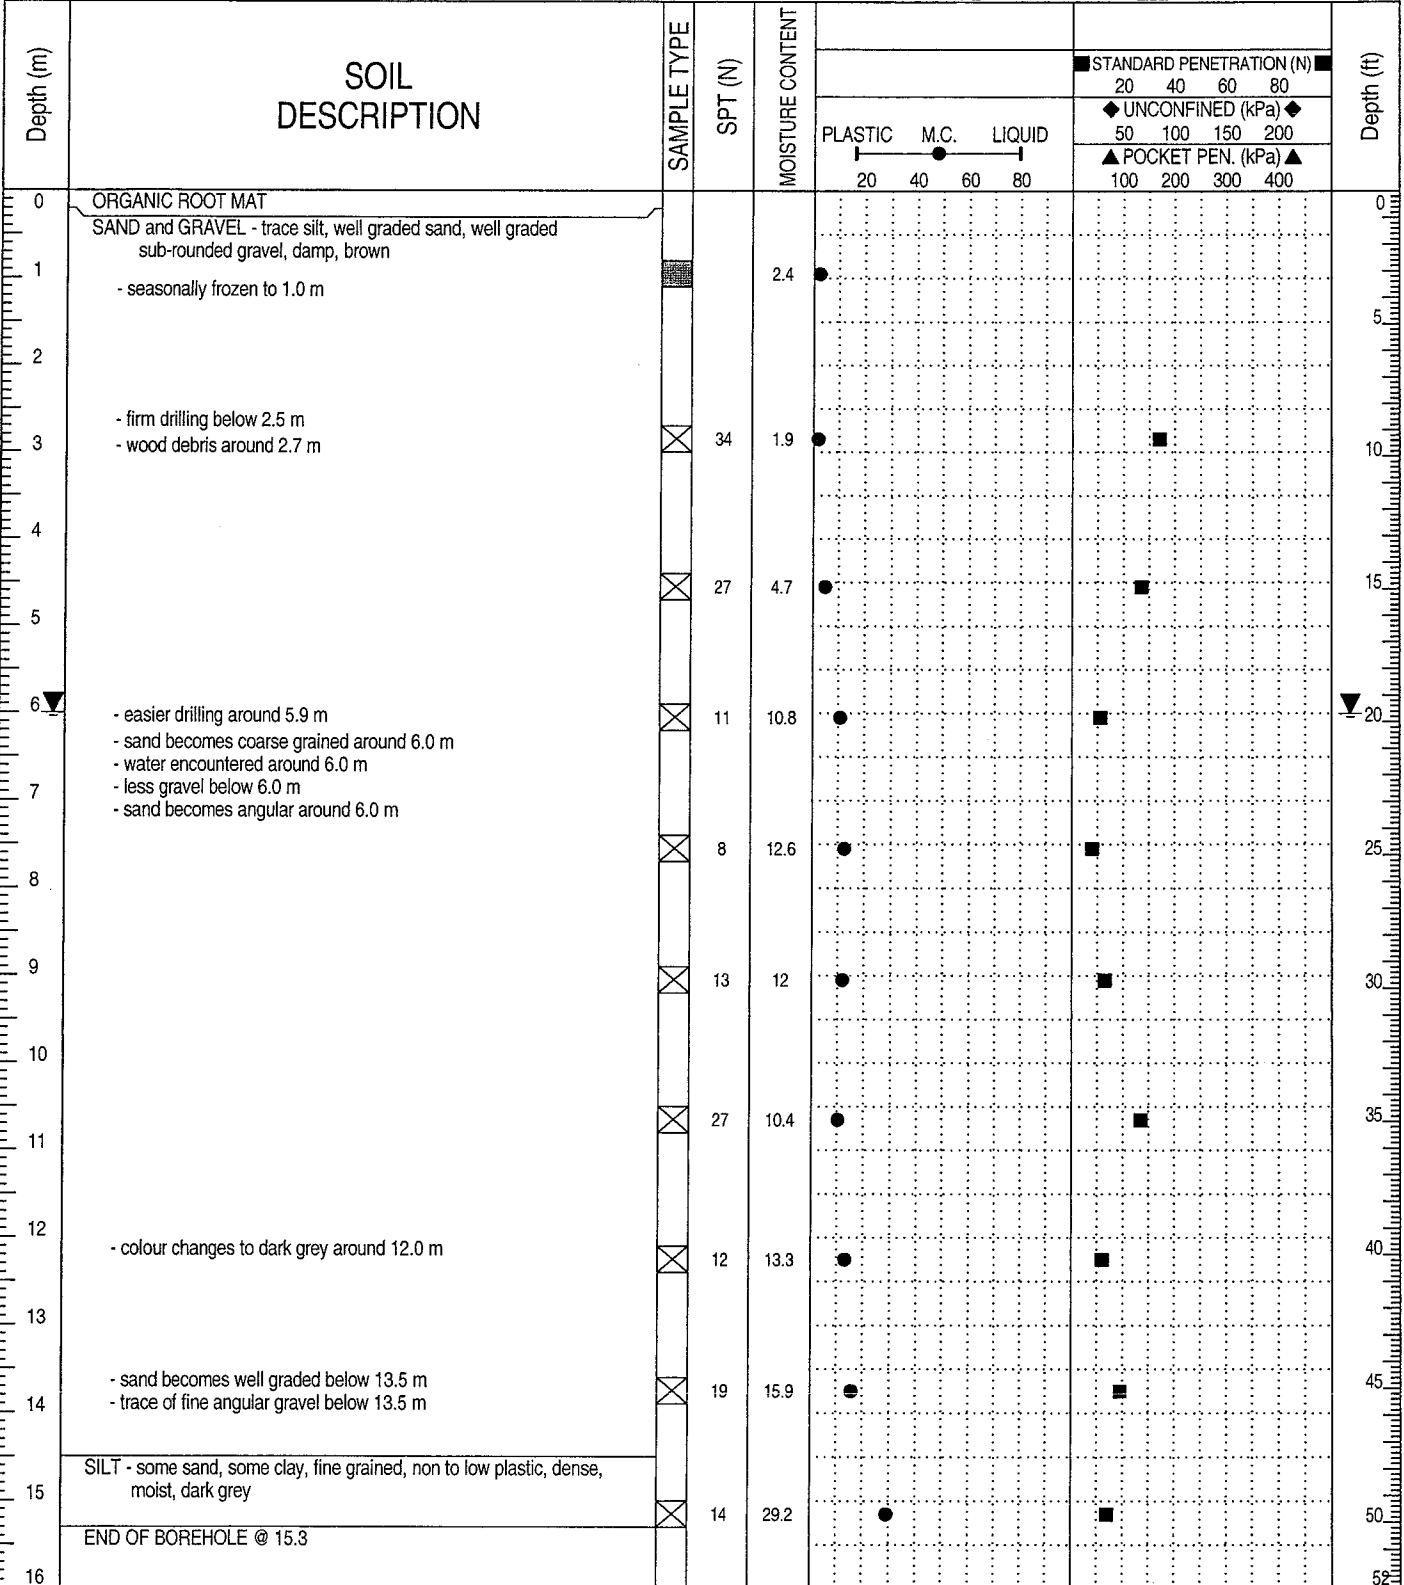 Depth (m)
SOIL
DESCRIPTION
SAMPLE TYPE
SPT (N)
MOISTURE CONTENT
PLASTIC M.C. LIQUID
20 40 60 80
■ STANDARD PENETRATION (N) ■
20 40 60 80
◆ UNCONFINED (kPa) ◆
50 100 150 200
▲ POCKET PEN. (kPa) ▲
100 200 300 400
Depth (ft)
0 ORGANIC ROOT MAT 0
SAND and GRAVEL - trace silt, well graded sand, well graded
sub-rounded gravel, damp, brown
1 2.4
- seasonally frozen to 1.0 m
5
2
- firm drilling below 2.5 m
3 - wood debris around 2.7 m 34 1.9 10
4
27 4.7 15
5
6
- easier drilling around 5.9 m 11 10.8 20
- sand becomes coarse grained around 6.0 m
- water encountered around 6.0 m
7 - less gravel below 6.0 m
- sand becomes angular around 6.0 m
8 12.6 25
8
9
13 12 30
10
27 10.4 35
11
12
- colour changes to dark grey around 12.0 m 40
12 13.3
13
- sand becomes well graded below 13.5 m 45
19 15.9
14 - trace of fine angular gravel below 13.5 m
SILT - some sand, some clay, fine grained, non to low plastic, dense,
15 moist, dark grey
14 29.2 50
END OF BOREHOLE @ 15.3
16 52